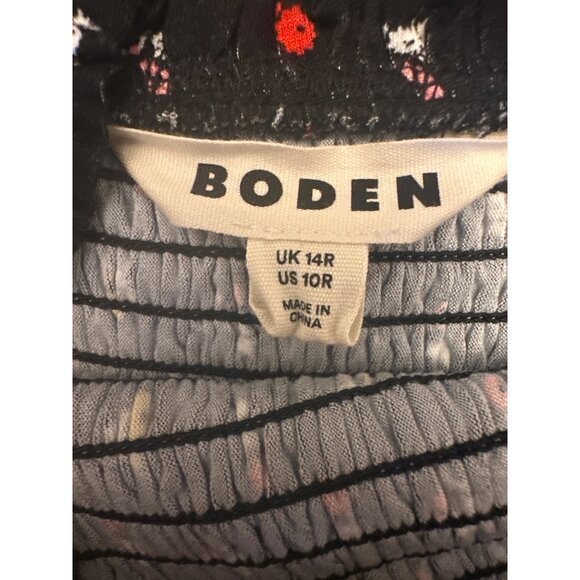 BODEN
UK 14R
US 10R
MADE IN
CHINA